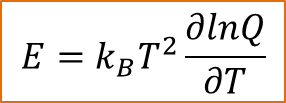 E = k_B T^2 ∂lnQ/∂T